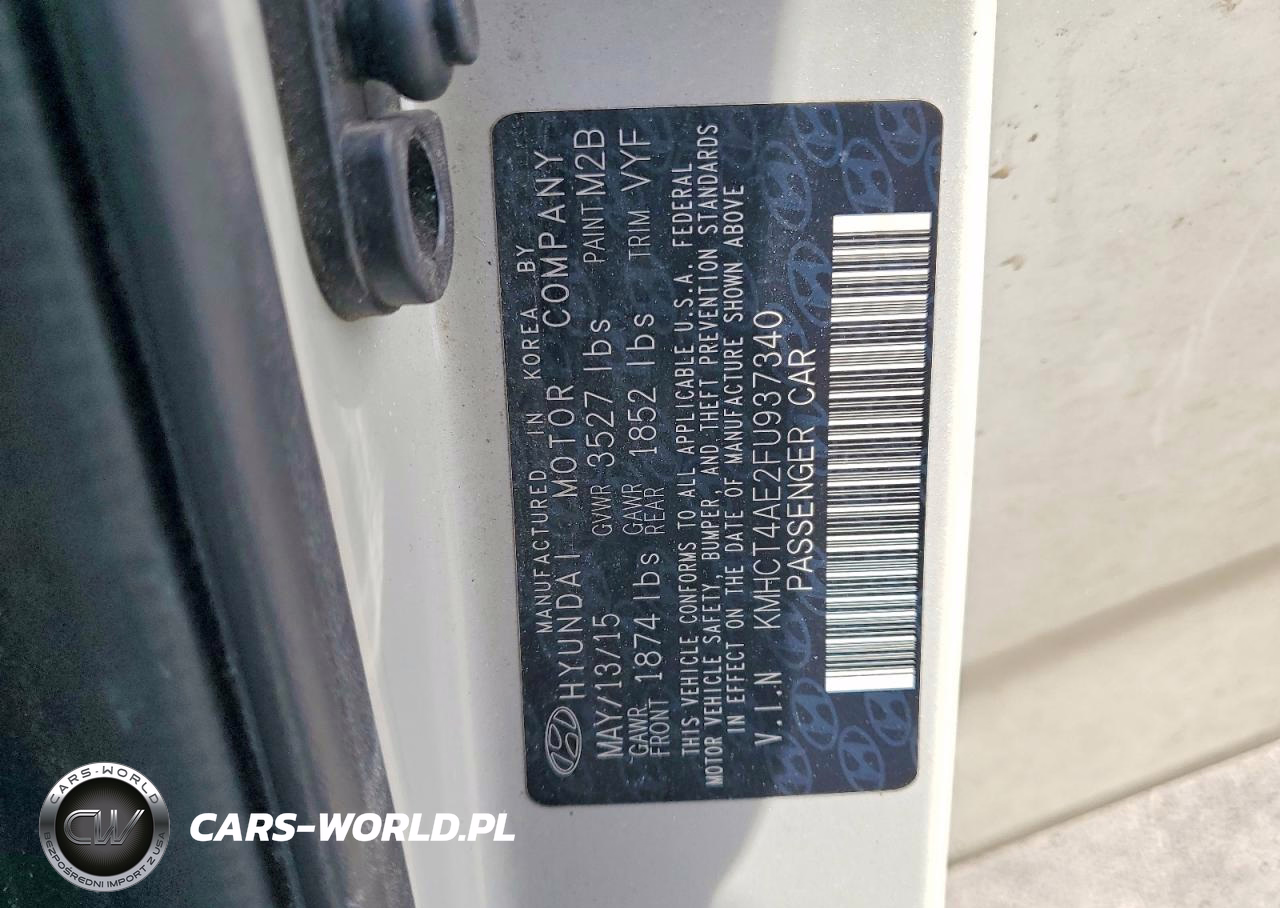 MANUFACTURED IN KOREA BY
HYUNDAI MOTOR COMPANY
MAY/13/15 GVWR 3527 lbs PAINT M2B
GAWR FRONT 1874 lbs GAWR REAR 1852 lbs TRIM VYF
THIS VEHICLE CONFORMS TO ALL APPLICABLE U.S.A. FEDERAL
MOTOR VEHICLE SAFETY, BUMPER, AND THEFT PREVENTION STANDARDS
IN EFFECT ON THE DATE OF MANUFACTURE SHOWN ABOVE
V.I.N KMHCT4AE2FU937340
PASSENGER CAR
CARS-WORLD
CW
BEZPOŚREDNI IMPORT Z USA
CARS-WORLD.PL